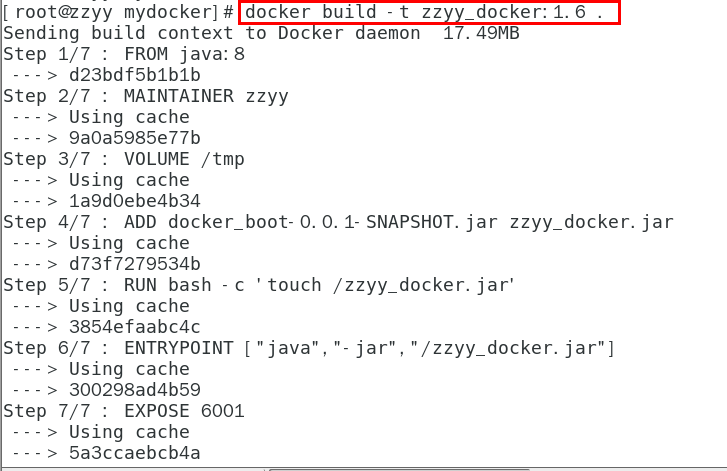 [root@zzyy mydocker]# docker build -t zzyy_docker:1.6 .
Sending build context to Docker daemon  17.49MB
Step 1/7 : FROM java:8
 ---> d23bdf5b1b1b
Step 2/7 : MAINTAINER zzyy
 ---> Using cache
 ---> 9a0a5985e77b
Step 3/7 : VOLUME /tmp
 ---> Using cache
 ---> 1a9d0ebe4b34
Step 4/7 : ADD docker_boot-0.0.1-SNAPSHOT.jar zzyy_docker.jar
 ---> Using cache
 ---> d73f7279534b
Step 5/7 : RUN bash -c 'touch /zzyy_docker.jar'
 ---> Using cache
 ---> 3854efaabc4c
Step 6/7 : ENTRYPOINT ["java","-jar","/zzyy_docker.jar"]
 ---> Using cache
 ---> 300298ad4b59
Step 7/7 : EXPOSE 6001
 ---> Using cache
 ---> 5a3ccaebcb4a